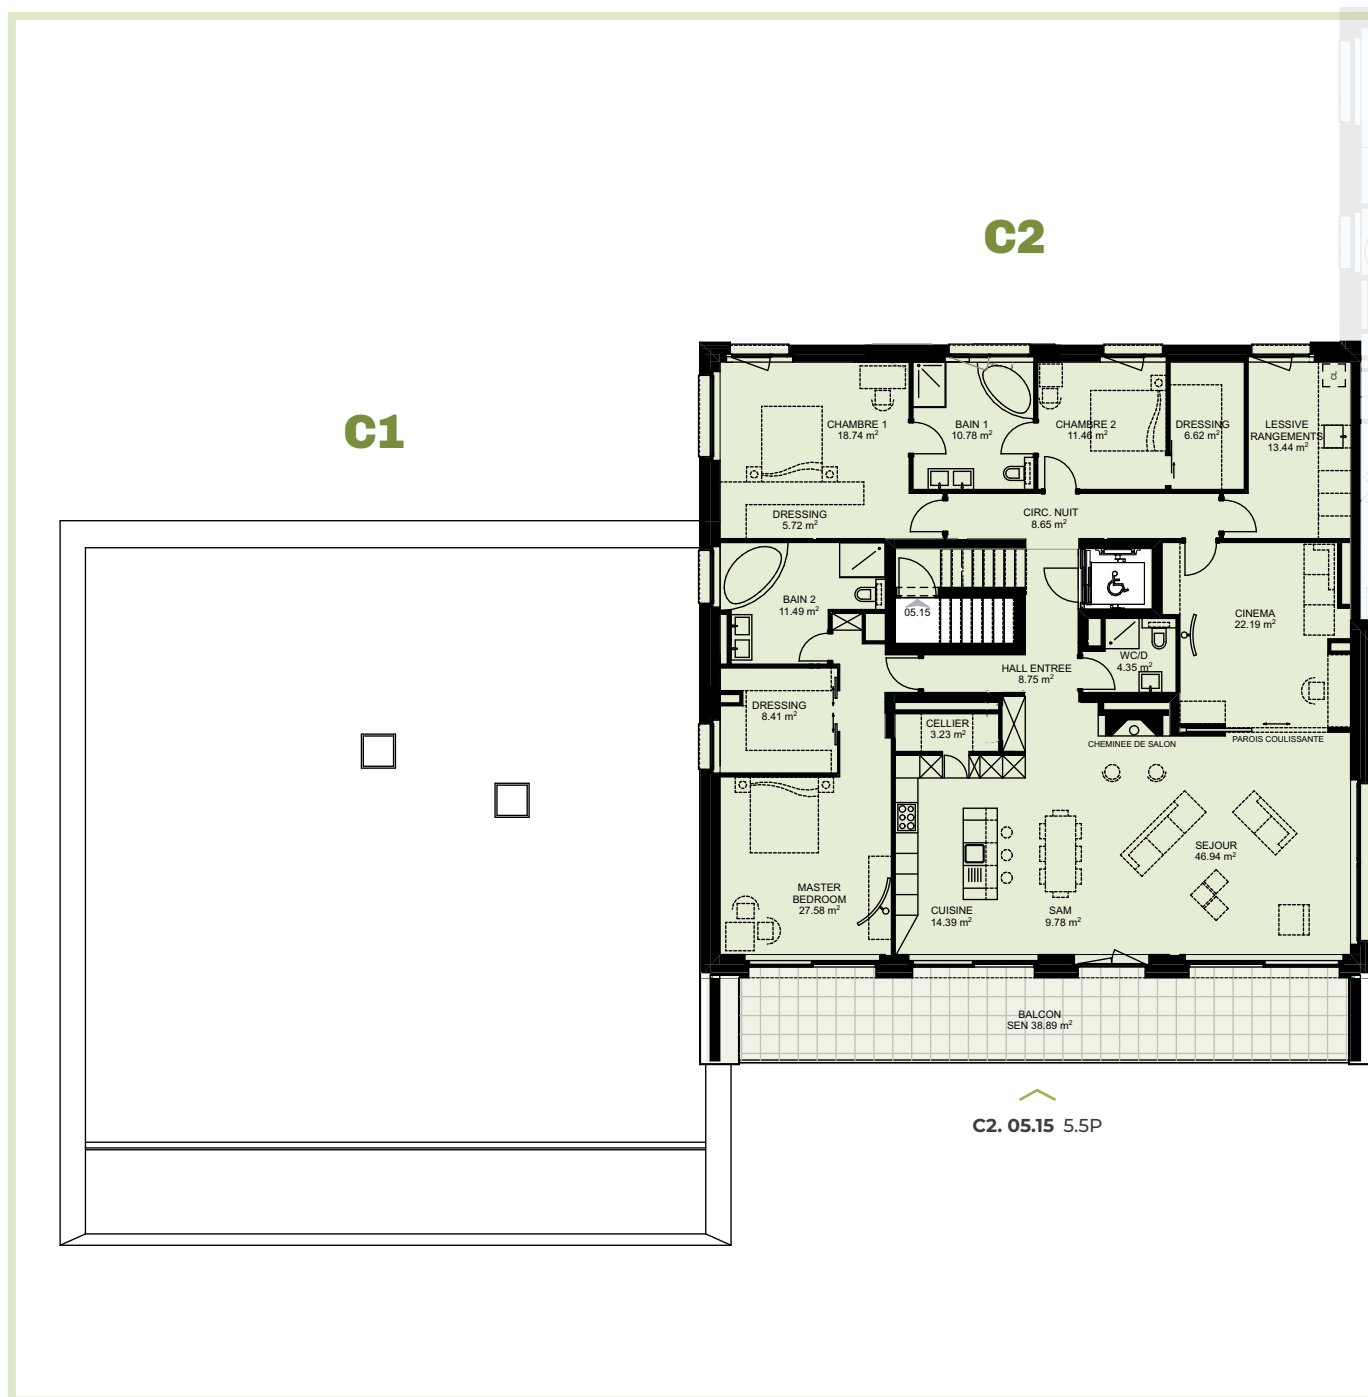 C2
C1
CHAMBRE 1
18.74 m²
BAIN 1
10.78 m²
CHAMBRE 2
11.46 m²
DRESSING
6.62 m²
LESSIVE
RANGEMENTS
13.44 m²
CL
DRESSING
5.72 m²
CIRC. NUIT
8.65 m²
BAIN 2
11.49 m²
05.15
CINEMA
22.19 m²
HALL ENTREE
8.75 m²
WC/D
4.35 m²
DRESSING
8.41 m²
CELLIER
3.23 m²
CHEMINEE DE SALON
PAROIS COULISSANTE
SEJOUR
46.94 m²
MASTER
BEDROOM
27.58 m²
CUISINE
14.39 m²
SAM
9.78 m²
BALCON
SEN 38.89 m²
C2. 05.15 5.5P